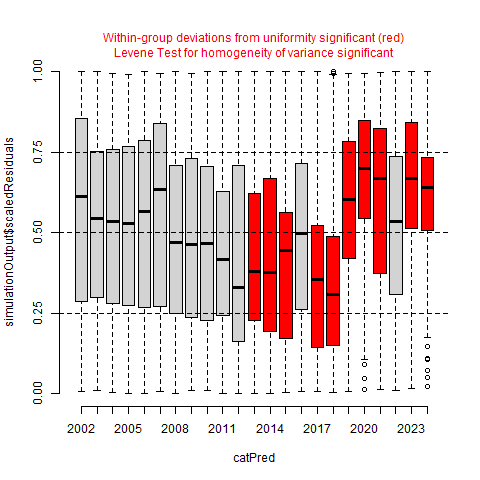 Within-group deviations from uniformity significant (red)
Levene Test for homogeneity of variance significant
simulationOutput$scaledResiduals
1.00
0.75
0.50
0.25
0.00
2002 2005 2008 2011 2014 2017 2020 2023
catPred